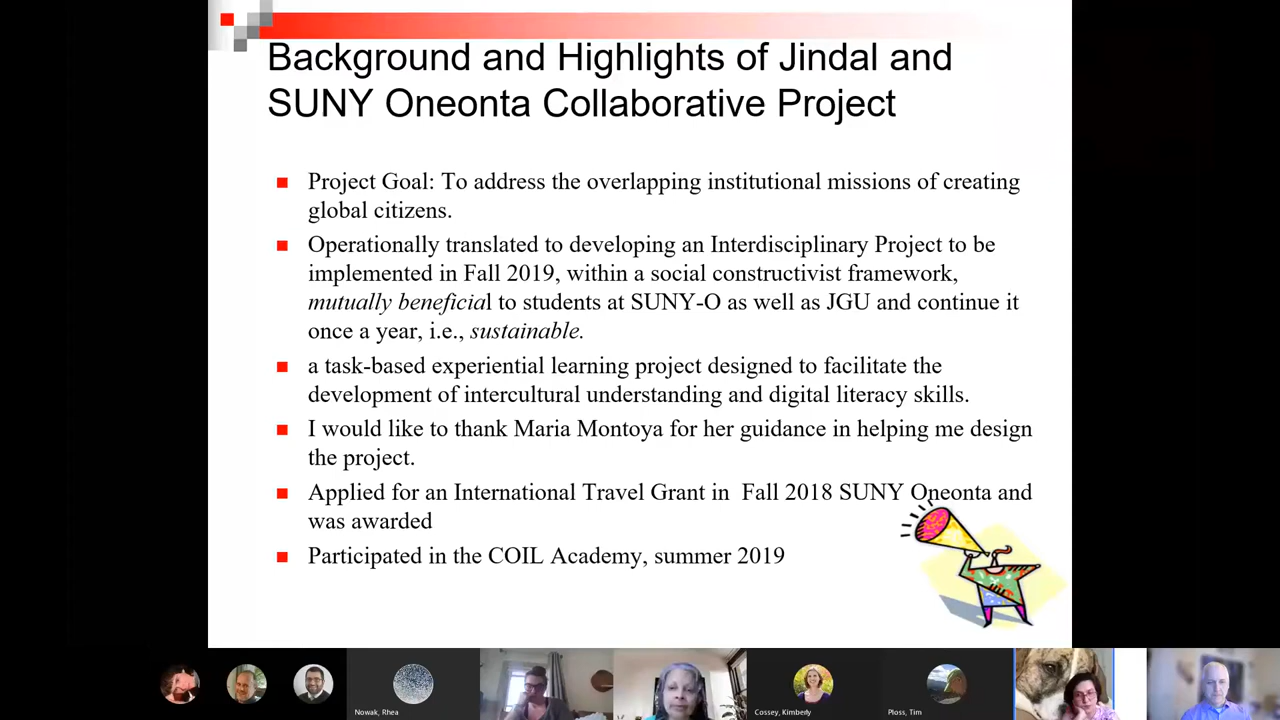 Background and Highlights of Jindal and
SUNY Oneonta Collaborative Project
Project Goal: To address the overlapping institutional missions of creating
global citizens.
Operationally translated to developing an Interdisciplinary Project to be
implemented in Fall 2019, within a social constructivist framework,
mutually beneficial to students at SUNY-O as well as JGU and continue it
once a year, i.e., sustainable.
a task-based experiential learning project designed to facilitate the
development of intercultural understanding and digital literacy skills.
I would like to thank Maria Montoya for her guidance in helping me design
the project.
Applied for an International Travel Grant in Fall 2018 SUNY Oneonta and
was awarded
Participated in the COIL Academy, summer 2019
Nowak, Rhea
Cossey, Kimberly
Ploss, Tim